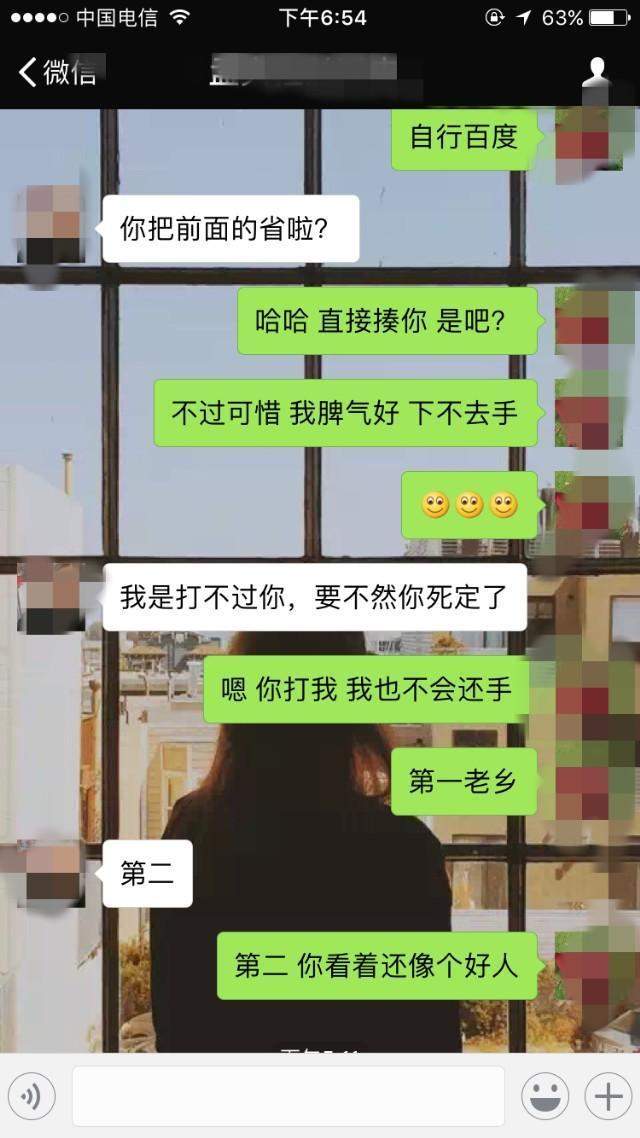 中国电信 下午6:54 63%
微信
自行百度
你把前面的省啦?
哈哈 直接揍你 是吧?
不过可惜 我脾气好 下不去手
我是打不过你，要不然你死定了
嗯 你打我 我也不会还手
第一老乡
第二
第二 你看着还像个好人